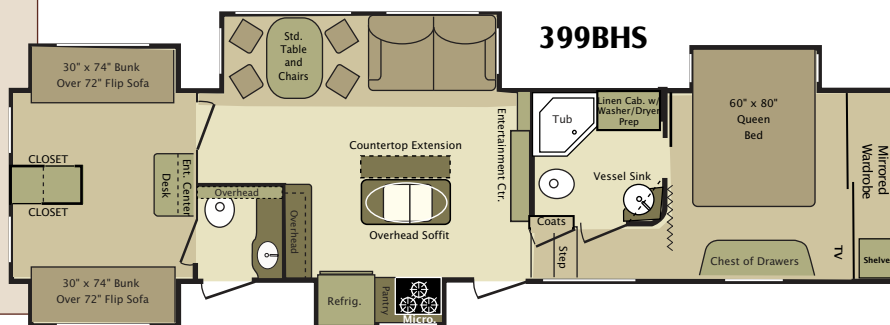 399BHS
30" x 74" Bunk
Over 72" Flip Sofa
Std.
Table
and
Chairs
CLOSET
CLOSET
Ent. Center
Desk
Overhead
Overhead
30" x 74" Bunk
Over 72" Flip Sofa
Countertop Extension
Overhead Soffit
Entertainment Ctr.
Refrig.
Pantry
Micro.
Tub
Linen Cab. w/
Washer/Dryer
Prep
Vessel Sink
Coats
Step
60" x 80"
Queen
Bed
Chest of Drawers
TV
Mirrored
Wardrobe
Shelves